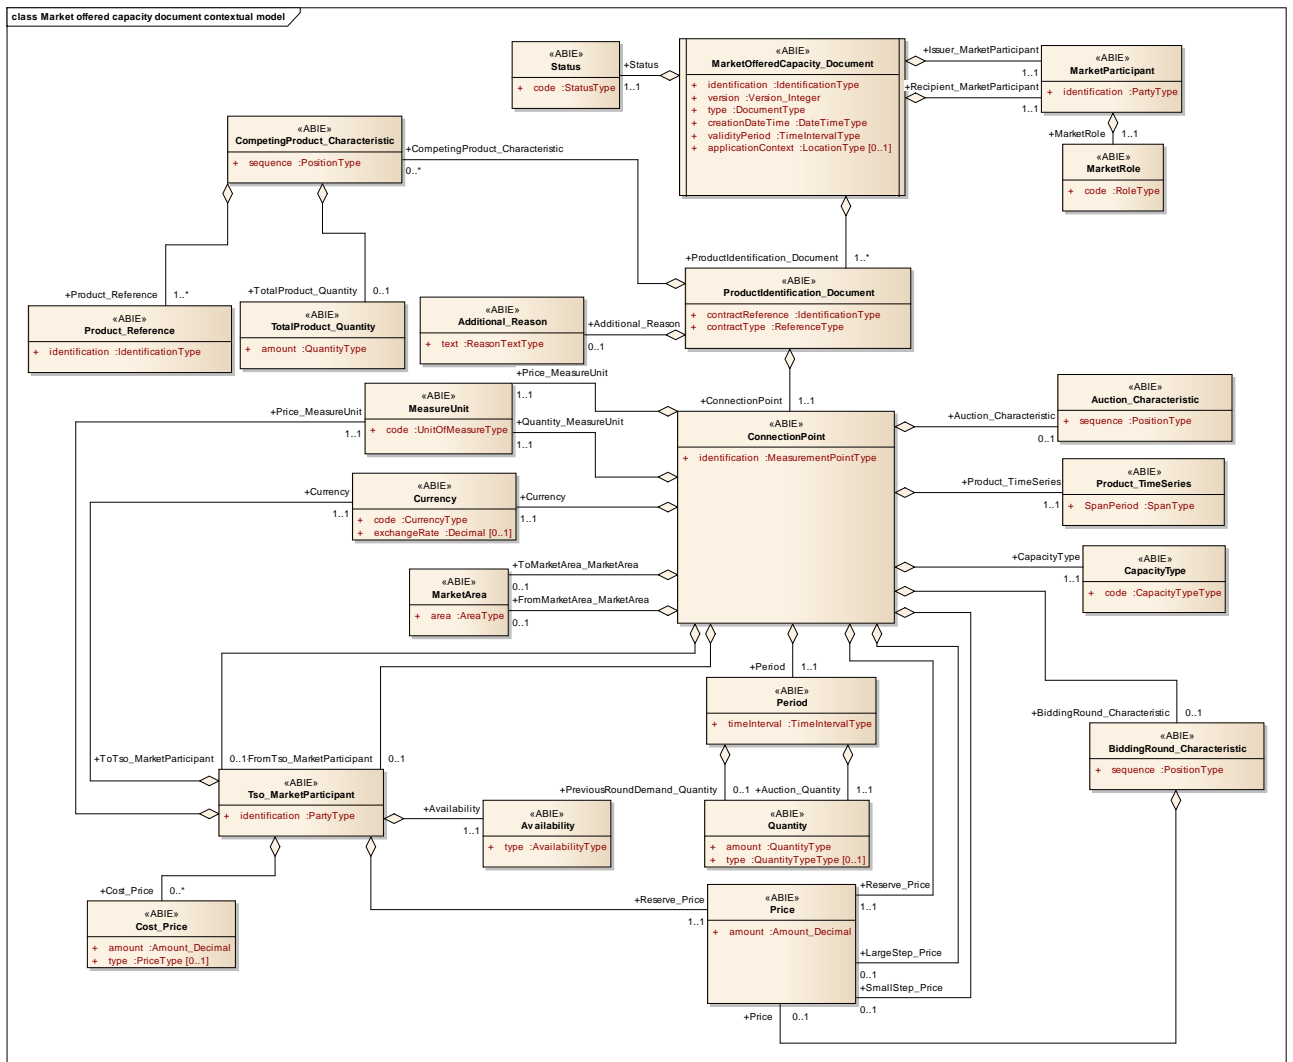 class Market offered capacity document contextual model
«ABIE»
Status
+ code :StatusType
+Status
1..1
«ABIE»
MarketOfferedCapacity_Document
+ identification :IdentificationType
+ version :Version_Integer
+ type :DocumentType
+ creationDateTime :DateTimeType
+ validityPeriod :TimeIntervalType
+ applicationContext :LocationType [0..1]
+Issuer_MarketParticipant
1..1
+Recipient_MarketParticipant
1..1
«ABIE»
MarketParticipant
+ identification :PartyType
+MarketRole
1..1
«ABIE»
MarketRole
+ code :RoleType
«ABIE»
CompetingProduct_Characteristic
+ sequence :PositionType
+CompetingProduct_Characteristic
0..*
+ProductIdentification_Document
1..*
+Product_Reference
1..*
«ABIE»
Product_Reference
+ identification :IdentificationType
+TotalProduct_Quantity
0..1
«ABIE»
TotalProduct_Quantity
+ amount :QuantityType
«ABIE»
Additional_Reason
+ text :ReasonTextType
+Additional_Reason
0..1
«ABIE»
ProductIdentification_Document
+ contractReference :IdentificationType
+ contractType :ReferenceType
+Price_MeasureUnit
1..1
«ABIE»
MeasureUnit
+ code :UnitOfMeasureType
+Price_MeasureUnit
1..1
+Quantity_MeasureUnit
1..1
+ConnectionPoint
1..1
«ABIE»
ConnectionPoint
+ identification :MeasurementPointType
+Auction_Characteristic
0..1
«ABIE»
Auction_Characteristic
+ sequence :PositionType
+Currency
1..1
«ABIE»
Currency
+ code :CurrencyType
+ exchangeRate :Decimal [0..1]
+Currency
1..1
+Product_TimeSeries
1..1
«ABIE»
Product_TimeSeries
+ SpanPeriod :SpanType
«ABIE»
MarketArea
+ area :AreaType
+ToMarketArea_MarketArea
0..1
+FromMarketArea_MarketArea
0..1
+CapacityType
1..1
«ABIE»
CapacityType
+ code :CapacityTypeType
+Period
1..1
«ABIE»
Period
+ timeInterval :TimeIntervalType
+BiddingRound_Characteristic
0..1
«ABIE»
BiddingRound_Characteristic
+ sequence :PositionType
+ToTso_MarketParticipant
0..1
FromTso_MarketParticipant
0..1
«ABIE»
Tso_MarketParticipant
+ identification :PartyType
+Availability
1..1
«ABIE»
Availability
+ type :AvailabilityType
+PreviousRoundDemand_Quantity
0..1
+Auction_Quantity
1..1
«ABIE»
Quantity
+ amount :QuantityType
+ type :QuantityTypeType [0..1]
+Cost_Price
0..*
«ABIE»
Cost_Price
+ amount :Amount_Decimal
+ type :PriceType [0..1]
+Reserve_Price
1..1
«ABIE»
Price
+ amount :Amount_Decimal
+Reserve_Price
1..1
+LargeStep_Price
0..1
+SmallStep_Price
0..1
+Price
0..1